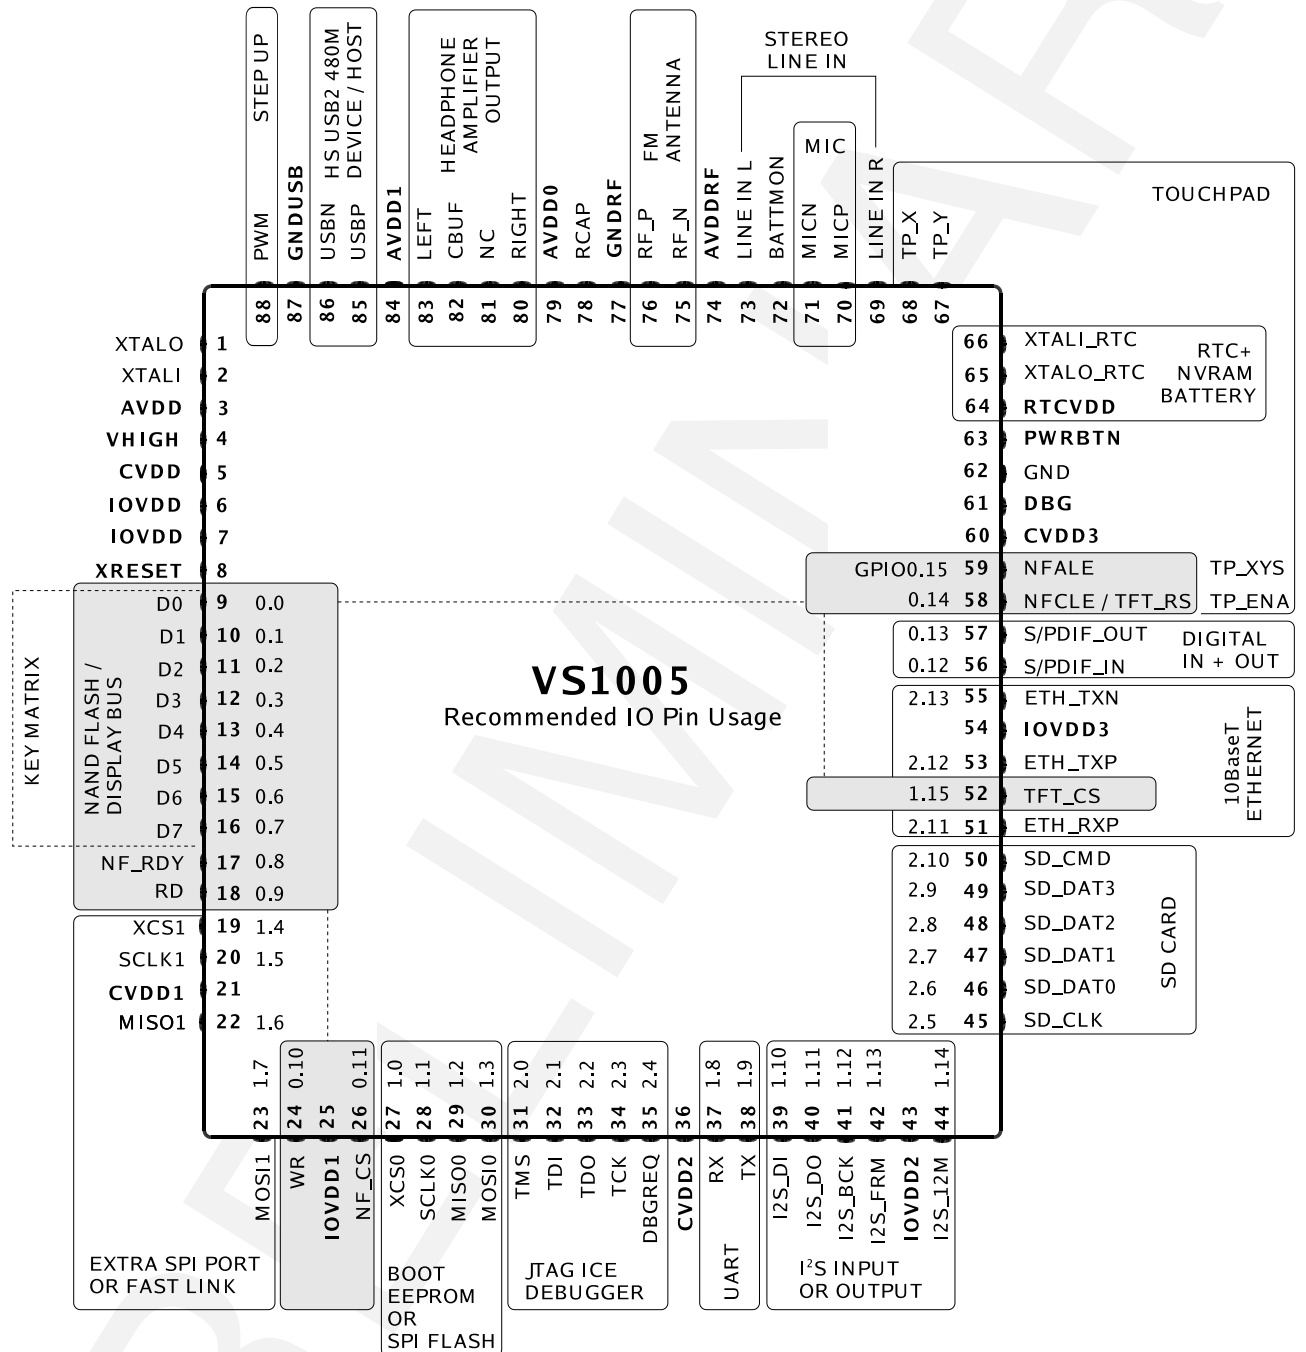 STEP UP
HS USB2 480M
DEVICE / HOST
HEADPHONE
AMPLIFIER
OUTPUT
FM
ANTENNA
STEREO
LINE IN
MIC
TOUCHPAD
PWM
GNDUSB
USBN
USBP
AVDD1
LEFT
CBUF
NC
RIGHT
AVDD0
RCAP
GNDRF
RF_P
RF_N
AVDDRF
LINE IN L
BATTMON
MICN
MICP
LINE IN R
TP_X
TP_Y
88
87
86
85
84
83
82
81
80
79
78
77
76
75
74
73
72
71
70
69
68
67
XTALO 1
XTALI 2
AVDD 3
VHIGH 4
CVDD 5
IOVDD 6
IOVDD 7
XRESET 8
D0 9 0.0
D1 10 0.1
D2 11 0.2
D3 12 0.3
D4 13 0.4
D5 14 0.5
D6 15 0.6
D7 16 0.7
NF_RDY 17 0.8
RD 18 0.9
XCS1 19 1.4
SCLK1 20 1.5
CVDD1 21
MISO1 22 1.6
KEY MATRIX
NAND FLASH /
DISPLAY BUS
VS1005
Recommended IO Pin Usage
66 XTALI_RTC
65 XTALO_RTC
64 RTCVDD
RTC+
NVRAM
BATTERY
63 PWRBTN
62 GND
61 DBG
60 CVDD3
GPIO0.15 59 NFALE TP_XYS
0.14 58 NFCLE / TFT_RS TP_ENA
0.13 57 S/PDIF_OUT
0.12 56 S/PDIF_IN
DIGITAL
IN + OUT
2.13 55 ETH_TXN
54 IOVDD3
2.12 53 ETH_TXP
1.15 52 TFT_CS
2.11 51 ETH_RXP
10BaseT
ETHERNET
2.10 50 SD_CMD
2.9 49 SD_DAT3
2.8 48 SD_DAT2
2.7 47 SD_DAT1
2.6 46 SD_DAT0
2.5 45 SD_CLK
SD CARD
1.7
0.10
0.11
1.0
1.1
1.2
1.3
2.0
2.1
2.2
2.3
2.4
1.8
1.9
1.10
1.11
1.12
1.13
1.14
23
24
25
26
27
28
29
30
31
32
33
34
35
36
37
38
39
40
41
42
43
44
MOSI1
WR
IOVDD1
NF_CS
XCS0
SCLK0
MISO0
MOSI0
TMS
TDI
TDO
TCK
DBGREQ
CVDD2
RX
TX
I2S_DI
I2S_DO
I2S_BCK
I2S_FRM
IOVDD2
I2S_12M
EXTRA SPI PORT
OR FAST LINK
BOOT
EEPROM
OR
SPI FLASH
JTAG ICE
DEBUGGER
UART
I²S INPUT
OR OUTPUT